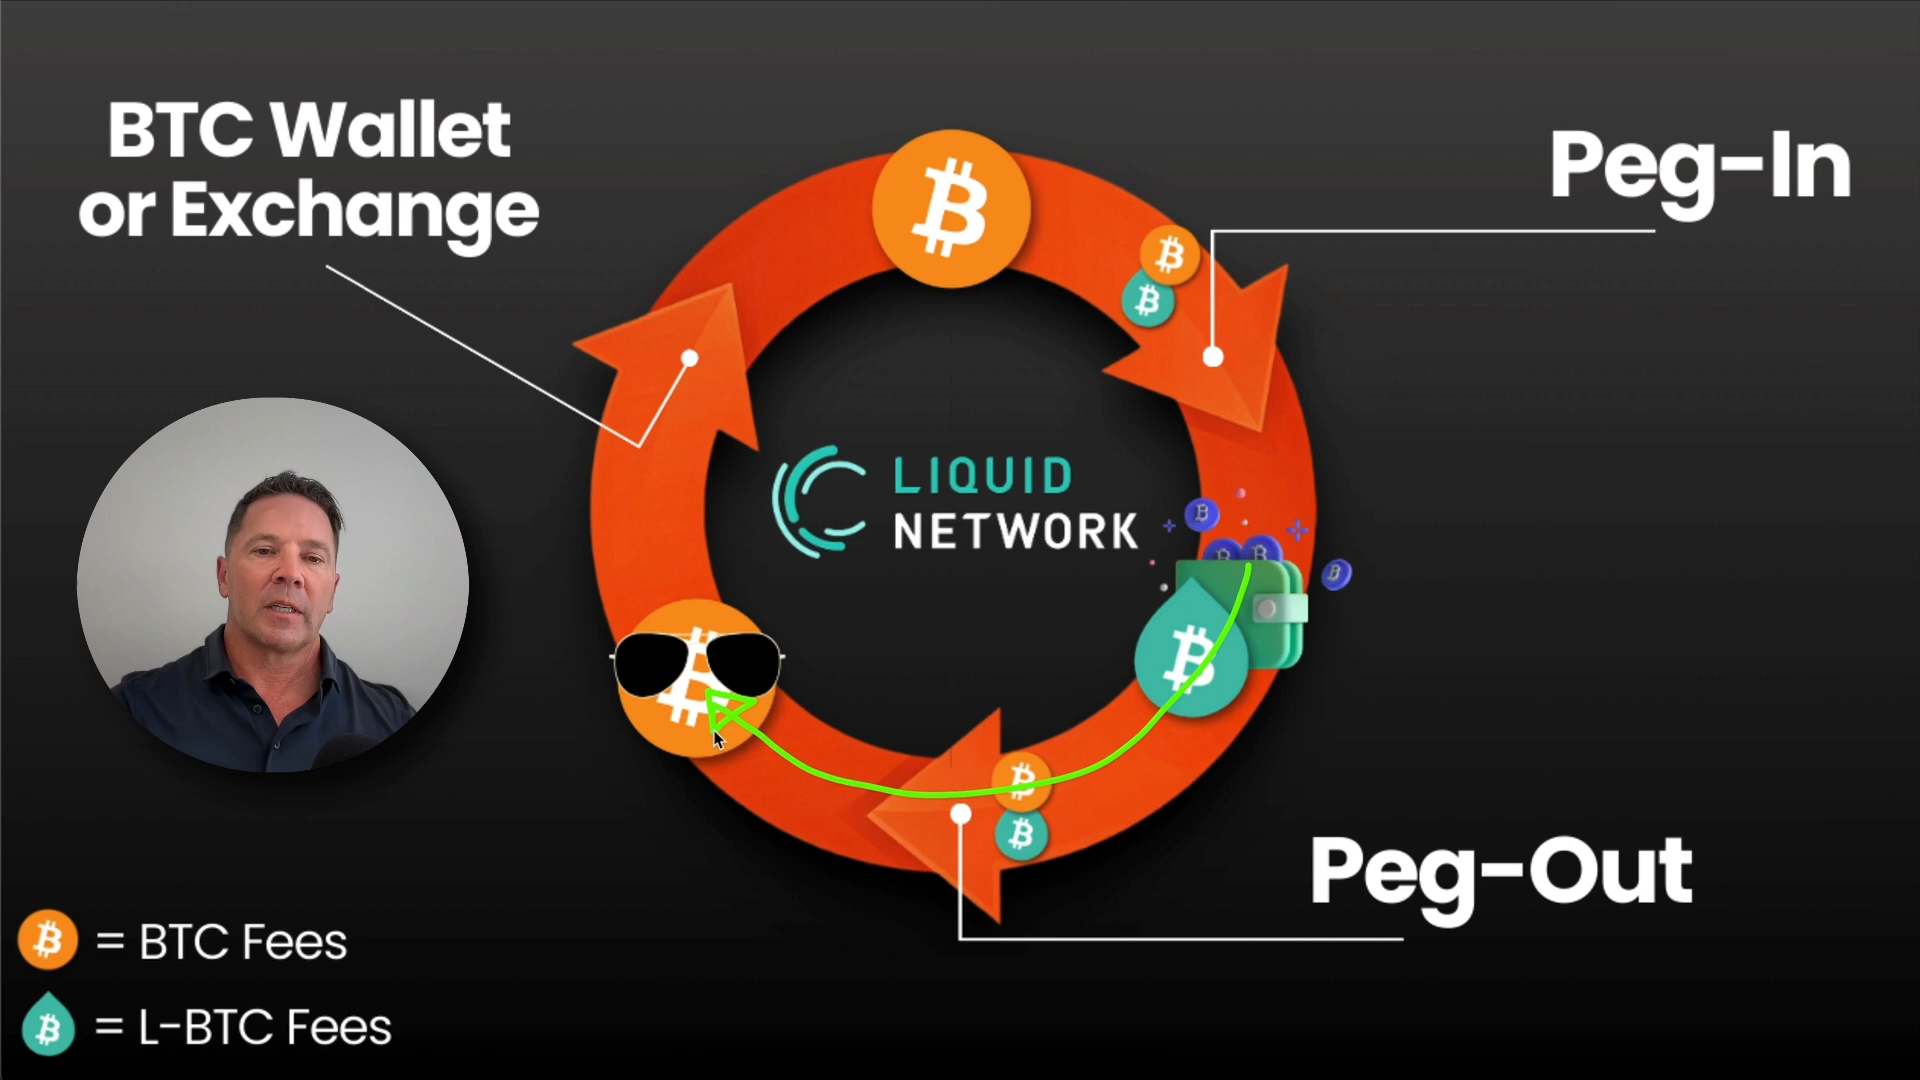 BTC Wallet
or Exchange
Peg-In
LIQUID
NETWORK
Peg-Out
= BTC Fees
= L-BTC Fees